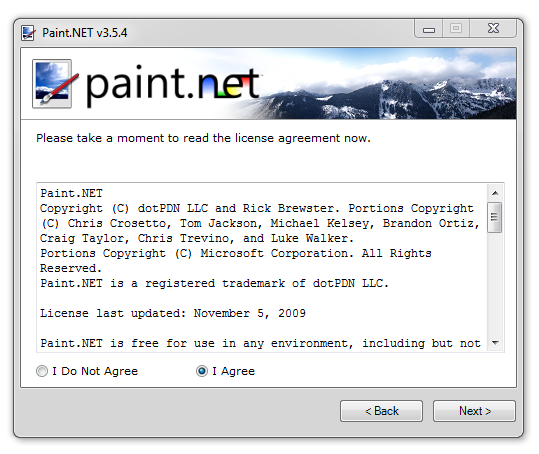 Paint.NET v3.5.4
paint.net
Please take a moment to read the license agreement now.
Paint.NET
Copyright (C) dotPDN LLC and Rick Brewster. Portions Copyright
(C) Chris Crosetto, Tom Jackson, Michael Kelsey, Brandon Ortiz,
Craig Taylor, Chris Trevino, and Luke Walker.
Portions Copyright (C) Microsoft Corporation. All Rights
Reserved.
Paint.NET is a registered trademark of dotPDN LLC.
License last updated: November 5, 2009
Paint.NET is free for use in any environment, including but not
I Do Not Agree
I Agree
< Back
Next >